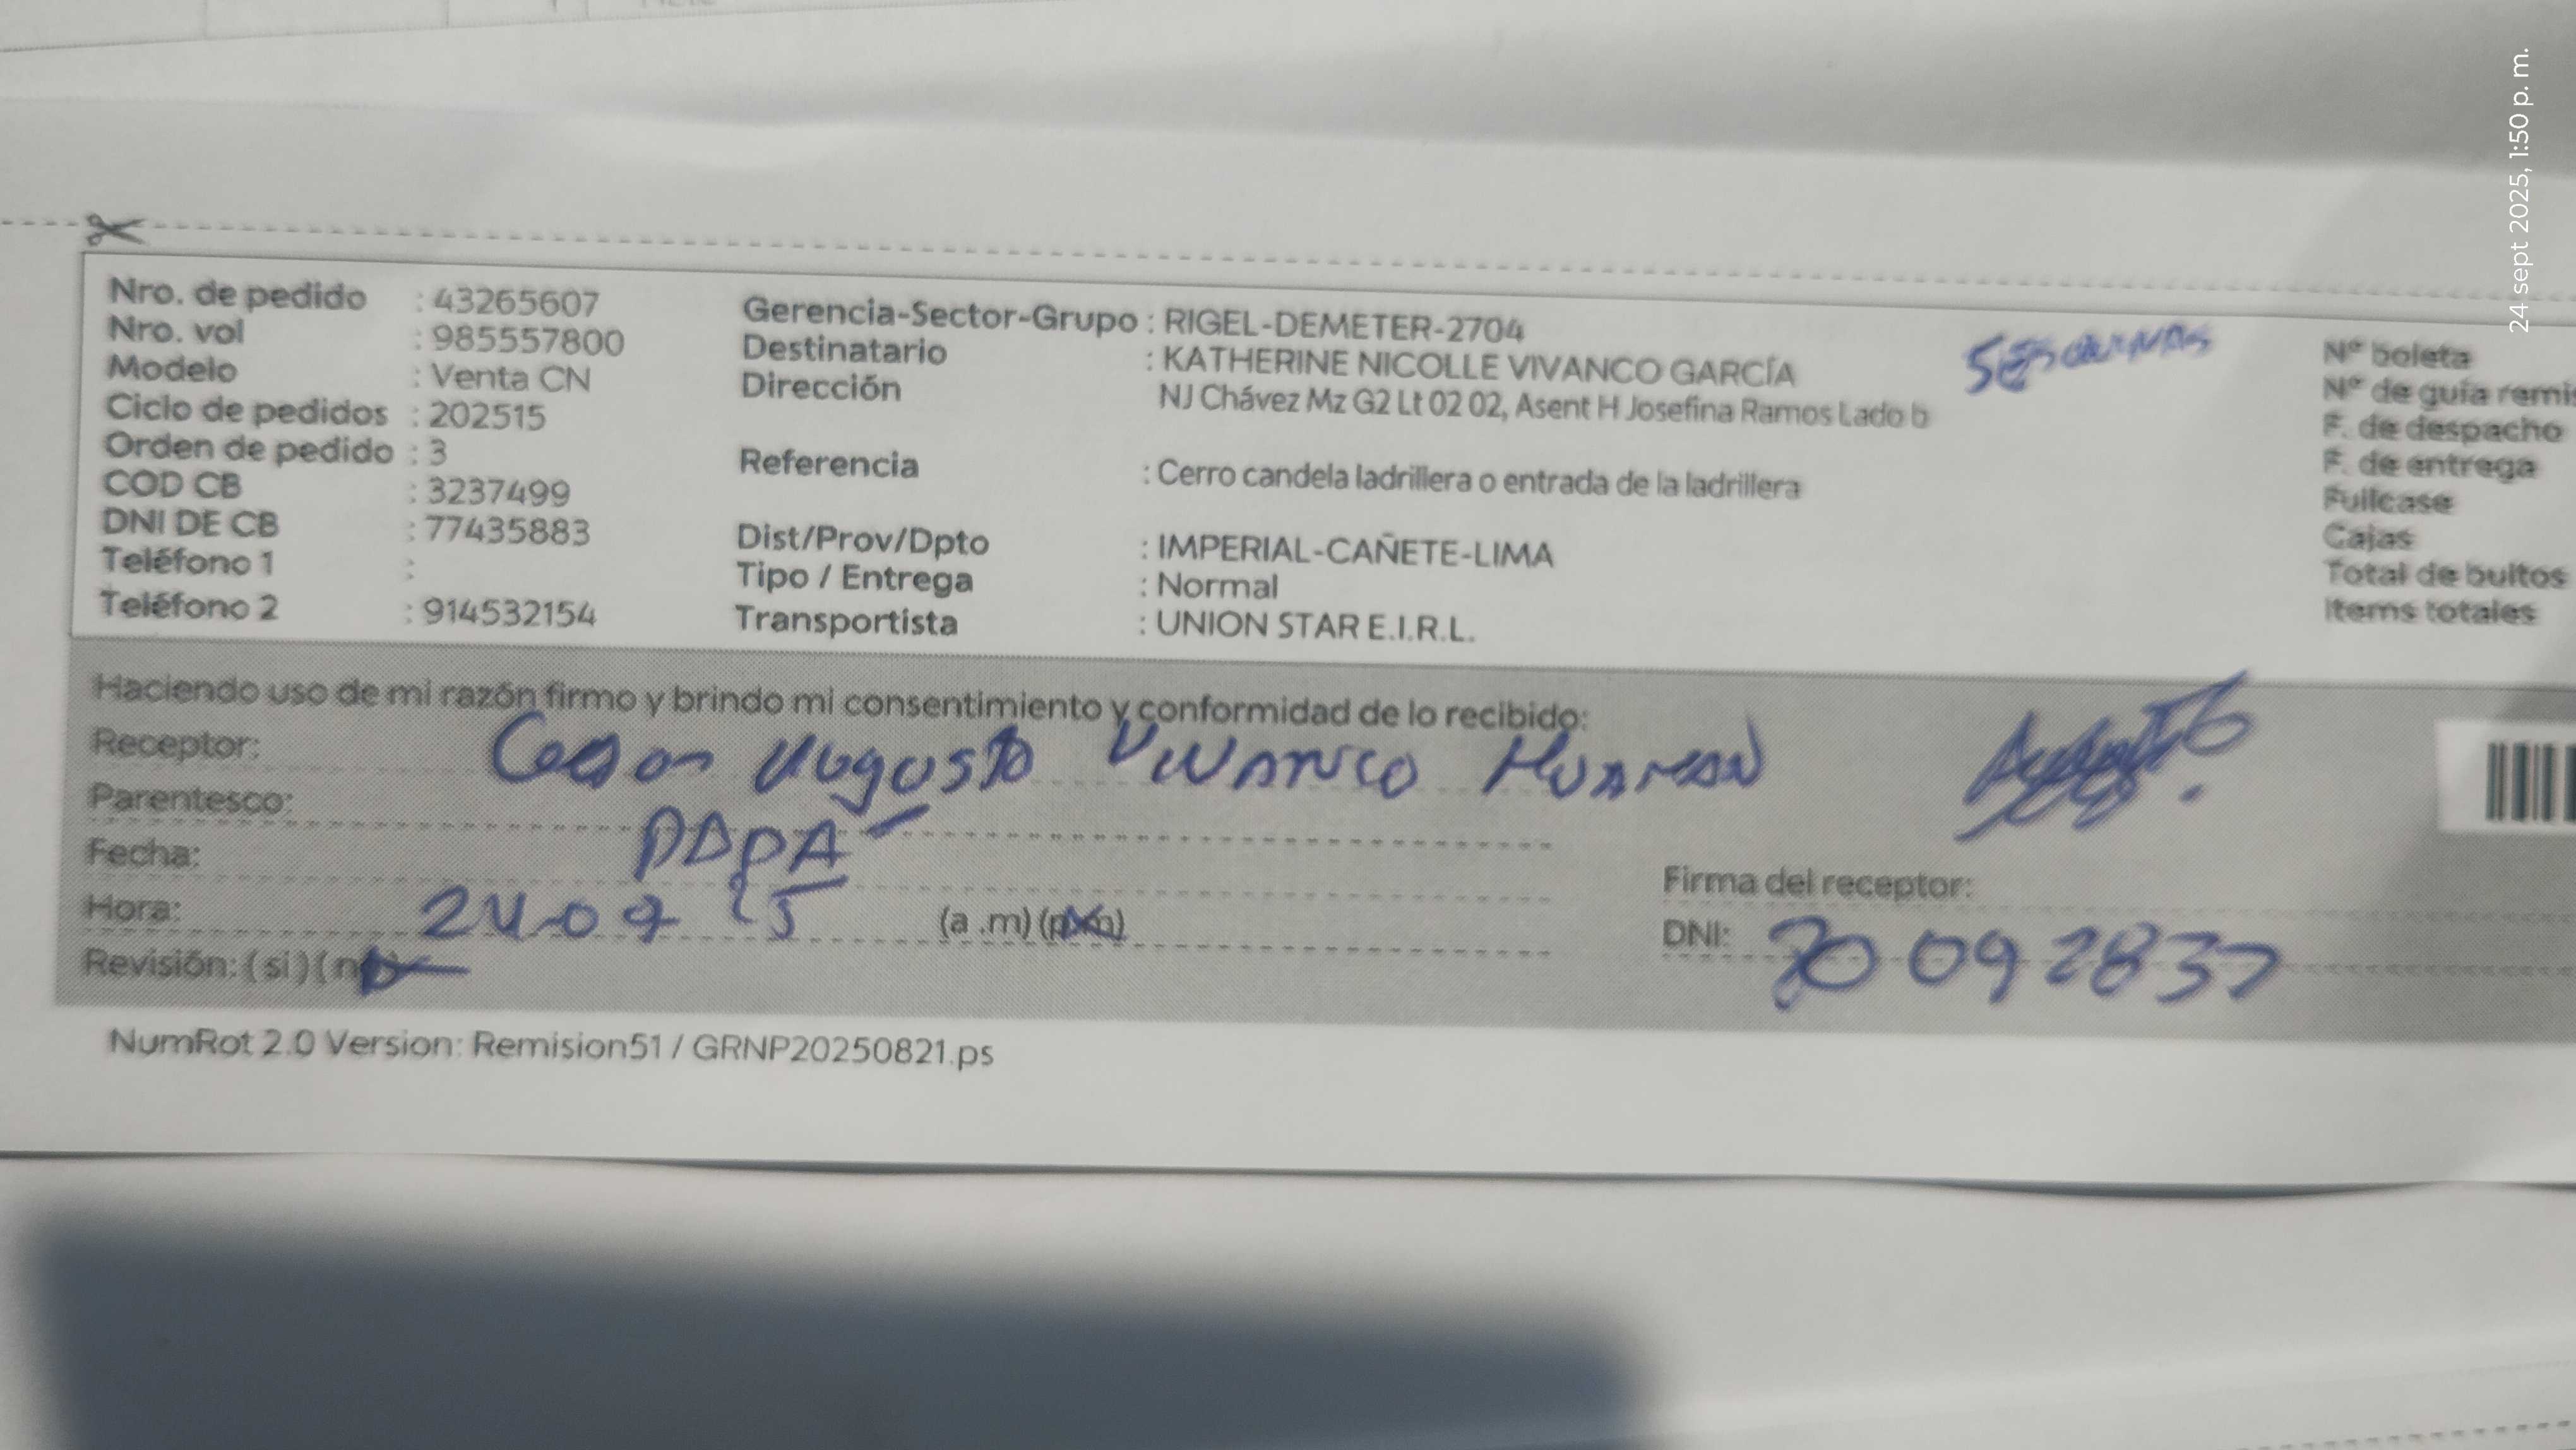 24 sept 2025, 1:50 p. m.
Nro. de pedido : 43265607
Nro. vol : 985557800
Modelo : Venta CN
Ciclo de pedidos : 202515
Orden de pedido : 3
COD CB : 3237499
DNI DE CB : 77435883
Teléfono 1 :
Teléfono 2 : 914532154
Gerencia-Sector-Grupo : RIGEL-DEMETER-2704
Destinatario : KATHERINE NICOLLE VIVANCO GARCÍA
Dirección NJ Chávez Mz G2 Lt 02 02, Asent H Josefina Ramos Lado b
Referencia : Cerro candela ladrillera o entrada de la ladrillera
Dist/Prov/Dpto : IMPERIAL-CAÑETE-LIMA
Tipo / Entrega : Normal
Transportista : UNION STAR E.I.R.L.
Nº boleta
Nº de guía remis
F. de despacho
F. de entrega
Fullcase
Cajas
Total de bultos
Items totales
Haciendo uso de mi razón firmo y brindo mi consentimiento y conformidad de lo recibido:
Receptor: Augusto Vivanco Huaman
Parentesco: PAPA
Fecha:
Hora: 24-09 25 (a .m) (p.m)
Revisión: (si) (no)
Firma del receptor:
DNI: 092837
NumRot 2.0 Version: Remision51 / GRNP20250821.ps